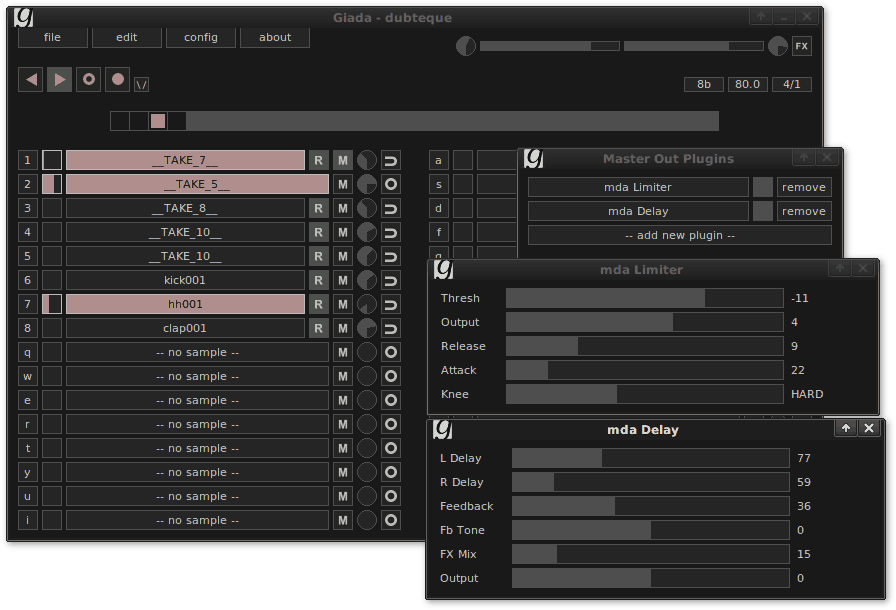 Giada - dubteque
file edit config about
FX
\/ 8b 80.0 4/1
1 __TAKE_7__ R M a
2 __TAKE_5__ M s
3 __TAKE_8__ R M d
4 __TAKE_10__ R M f
5 __TAKE_10__ R M
6 kick001 R M
7 hh001 R M
8 clap001 R M
q -- no sample -- M
w -- no sample -- M
e -- no sample -- M
r -- no sample -- M
t -- no sample -- M
y -- no sample -- M
u -- no sample -- M
i -- no sample -- M
g Master Out Plugins
mda Limiter remove
mda Delay remove
-- add new plugin --
g mda Limiter
Thresh -11
Output 4
Release 9
Attack 22
Knee HARD
g mda Delay
L Delay 77
R Delay 59
Feedback 36
Fb Tone 0
FX Mix 15
Output 0